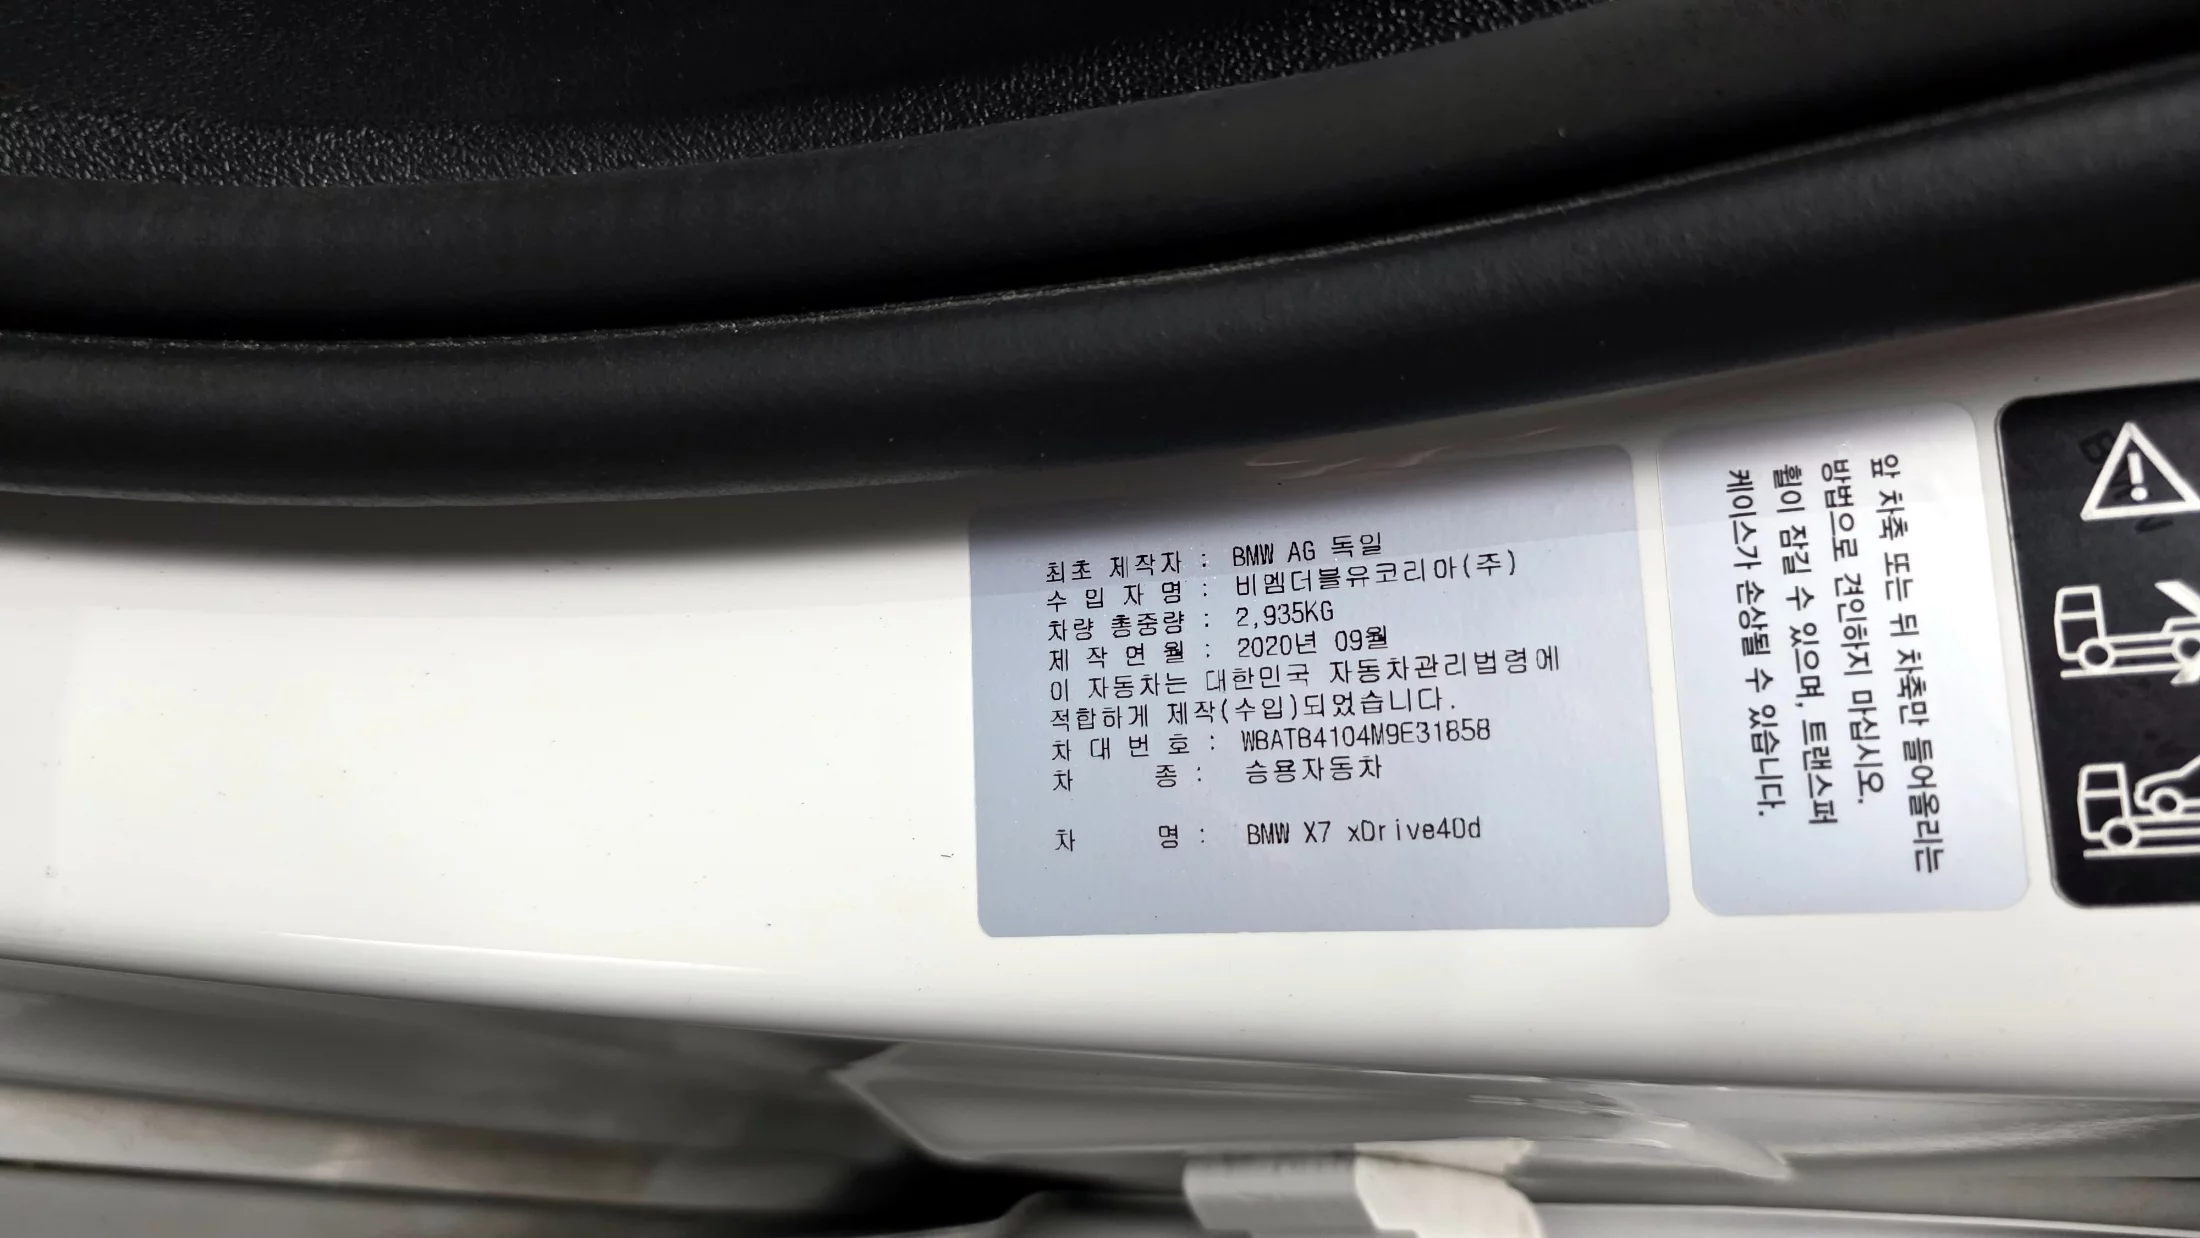 최초 제작자 : BMW AG 독일
수 입 자 명 : 비엠더블유코리아(주)
차량 총중량 : 2,935KG
제 작 연 월 : 2020년 09월
이 자동차는 대한민국 자동차관리법령에
적합하게 제작(수입)되었습니다.
차 대 번 호 : WBATB4104M9E31858
차 종 : 승용자동차
차 명 : BMW X7 xDrive40d
앞 차축 또는 뒤 차축만 들어올리는
방법으로 견인하지 마십시오.
휠이 잠길 수 있으며, 트랜스퍼
케이스가 손상될 수 있습니다.